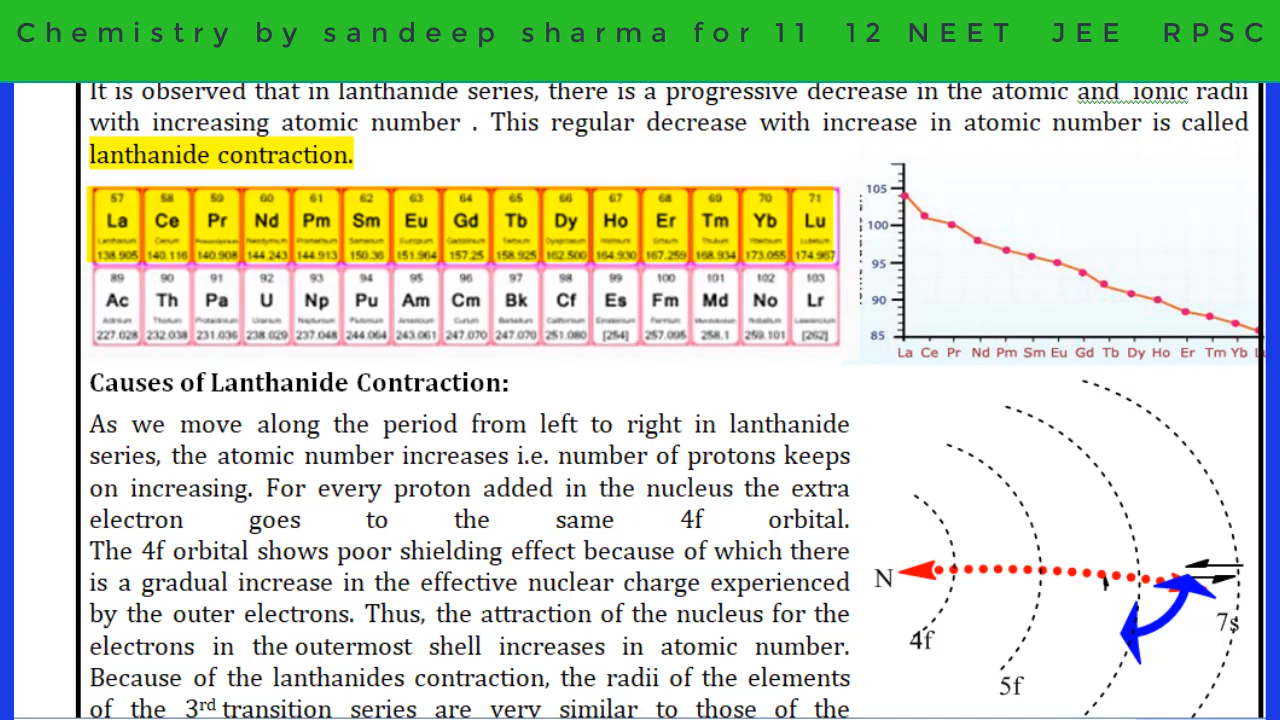 Chemistry by sandeep sharma for 11 12 NEET JEE RPSC
It is observed that in lanthanide series, there is a progressive decrease in the atomic and ionic radii
with increasing atomic number . This regular decrease with increase in atomic number is called
lanthanide contraction.
57 58 59 60 61 62 63 64 65 66 67 68 69 70 71
La Ce Pr Nd Pm Sm Eu Gd Tb Dy Ho Er Tm Yb Lu
138.905 140.116 140.908 144.243 144.913 150.36 151.964 157.25 158.925 162.500 164.930 167.259 168.934 173.055 174.967
89 90 91 92 93 94 95 96 97 98 99 100 101 102 103
Ac Th Pa U Np Pu Am Cm Bk Cf Es Fm Md No Lr
227.028 232.038 231.036 238.029 237.048 244.064 243.061 247.070 247.070 251.080 [254] 257.095 258.1 259.101 [262]
105
100
95
90
85
La Ce Pr Nd Pm Sm Eu Gd Tb Dy Ho Er Tm Yb
Causes of Lanthanide Contraction:
As we move along the period from left to right in lanthanide
series, the atomic number increases i.e. number of protons keeps
on increasing. For every proton added in the nucleus the extra
electron goes to the same 4f orbital.
The 4f orbital shows poor shielding effect because of which there
is a gradual increase in the effective nuclear charge experienced
by the outer electrons. Thus, the attraction of the nucleus for the
electrons in the outermost shell increases in atomic number.
Because of the lanthanides contraction, the radii of the elements
of the 3rd transition series are very similar to those of the
N
4f
5f
7s